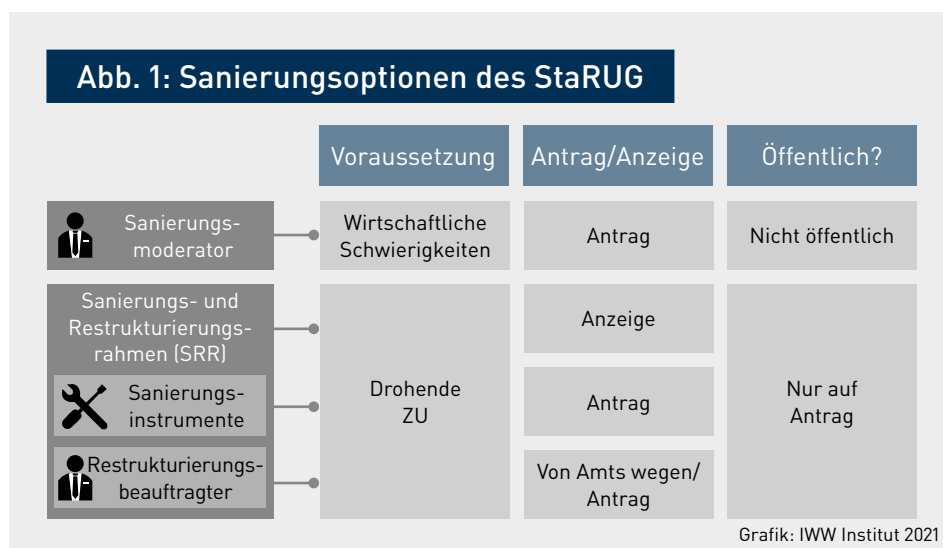 Abb. 1: Sanierungsoptionen des StaRUG
Voraussetzung
Antrag/Anzeige
Öffentlich?
Sanierungs-
moderator
Wirtschaftliche
Schwierigkeiten
Antrag
Nicht öffentlich
Sanierungs- und
Restrukturierungs-
rahmen (SRR)
Anzeige
Sanierungs-
instrumente
Drohende
ZU
Antrag
Nur auf
Antrag
Restrukturierungs-
beauftragter
Von Amts wegen/
Antrag
Grafik: IWW Institut 2021